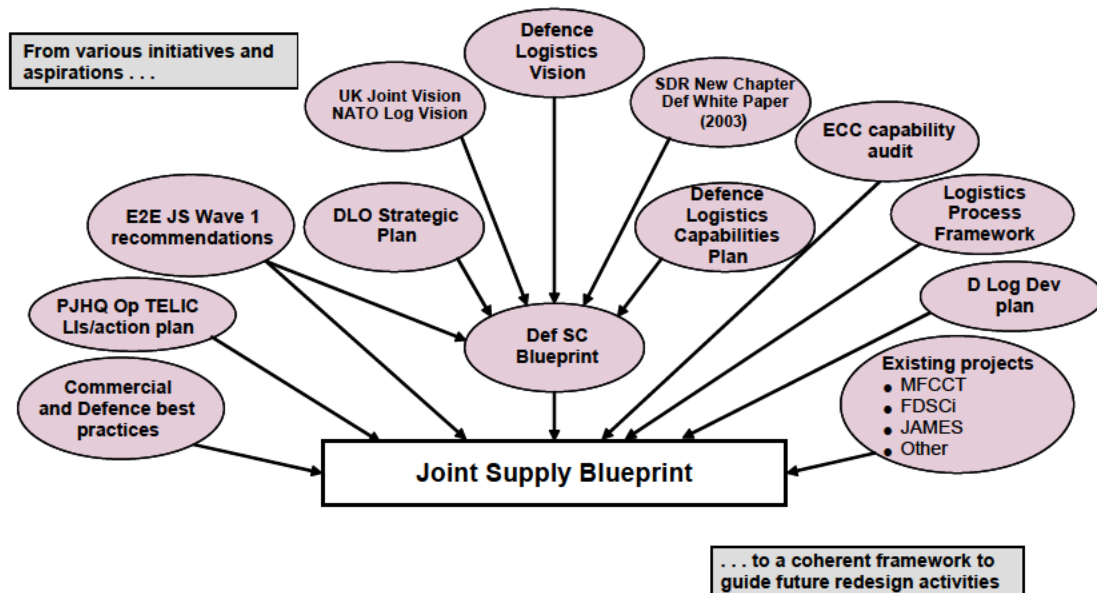 From various initiatives and
aspirations . . .
Defence
Logistics
Vision
UK Joint Vision
NATO Log Vision
SDR New Chapter
Def White Paper
(2003)
ECC capability
audit
E2E JS Wave 1
recommendations
DLO Strategic
Plan
Defence
Logistics
Capabilities
Plan
Logistics
Process
Framework
PJHQ Op TELIC
LIs/action plan
Def SC
Blueprint
D Log Dev
plan
Commercial
and Defence best
practices
Existing projects
● MFCCT
● FDSCi
● JAMES
● Other
Joint Supply Blueprint
. . . to a coherent framework to
guide future redesign activities